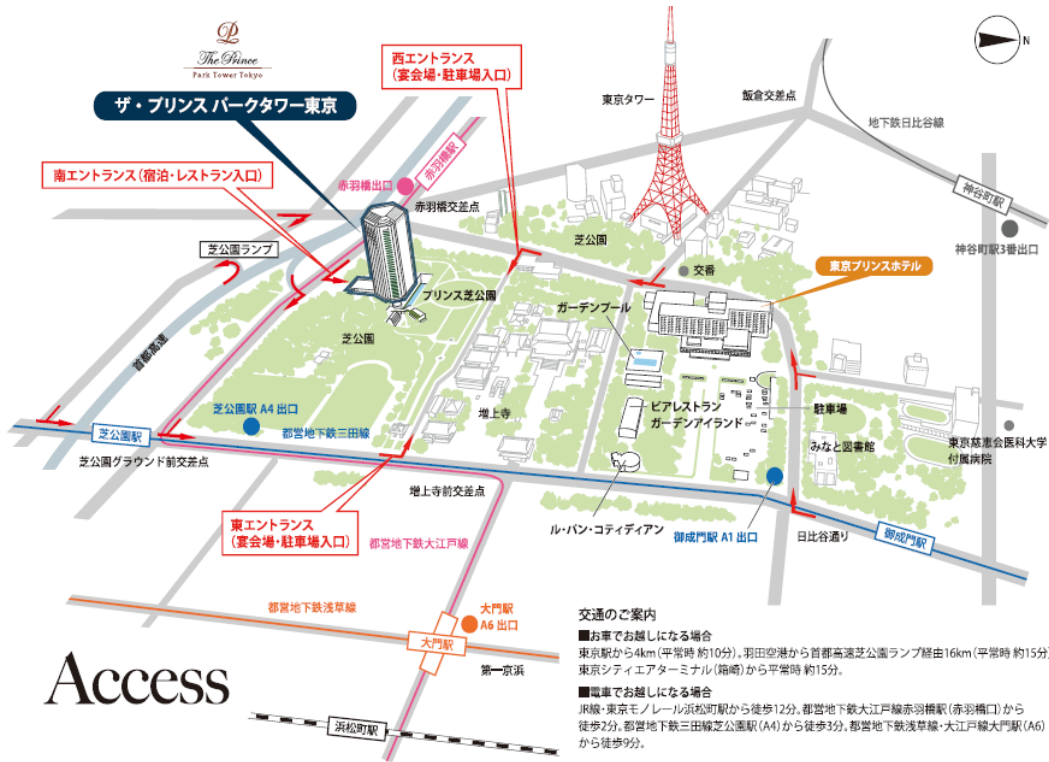 The Prince
Park Tower Tokyo
ザ・プリンス パークタワー東京
西エントランス
(宴会場・駐車場入口)
N
東京タワー
飯倉交差点
地下鉄日比谷線
神谷町駅
神谷町駅3番出口
南エントランス(宿泊・レストラン入口)
赤羽橋出口
赤羽橋駅
赤羽橋交差点
芝公園ランプ
芝公園
交番
東京プリンスホテル
プリンス芝公園
ガーデンプール
芝公園
首都高速
芝公園駅 A4 出口
都営地下鉄三田線
増上寺
ビアレストラン
ガーデンアイランド
駐車場
みなと図書館
東京慈恵会医科大学
付属病院
芝公園駅
芝公園グラウンド前交差点
増上寺前交差点
東エントランス
(宴会場・駐車場入口)
都営地下鉄大江戸線
ル・パン・コティディアン
御成門駅 A1 出口
日比谷通り
御成門駅
都営地下鉄浅草線
大門駅
A6 出口
大門駅
第一京浜
Access
浜松町駅
交通のご案内
■お車でお越しになる場合
東京駅から4km(平常時 約10分)。羽田空港から首都高速芝公園ランプ経由16km(平常時 約15分)
東京シティエアターミナル(箱崎)から平常時 約15分。
■電車でお越しになる場合
JR線・東京モノレール浜松町駅から徒歩12分。都営地下鉄大江戸線赤羽橋駅(赤羽橋口)から
徒歩2分。都営地下鉄三田線芝公園駅(A4)から徒歩3分。都営地下鉄浅草線・大江戸線大門駅(A6)
から徒歩9分。